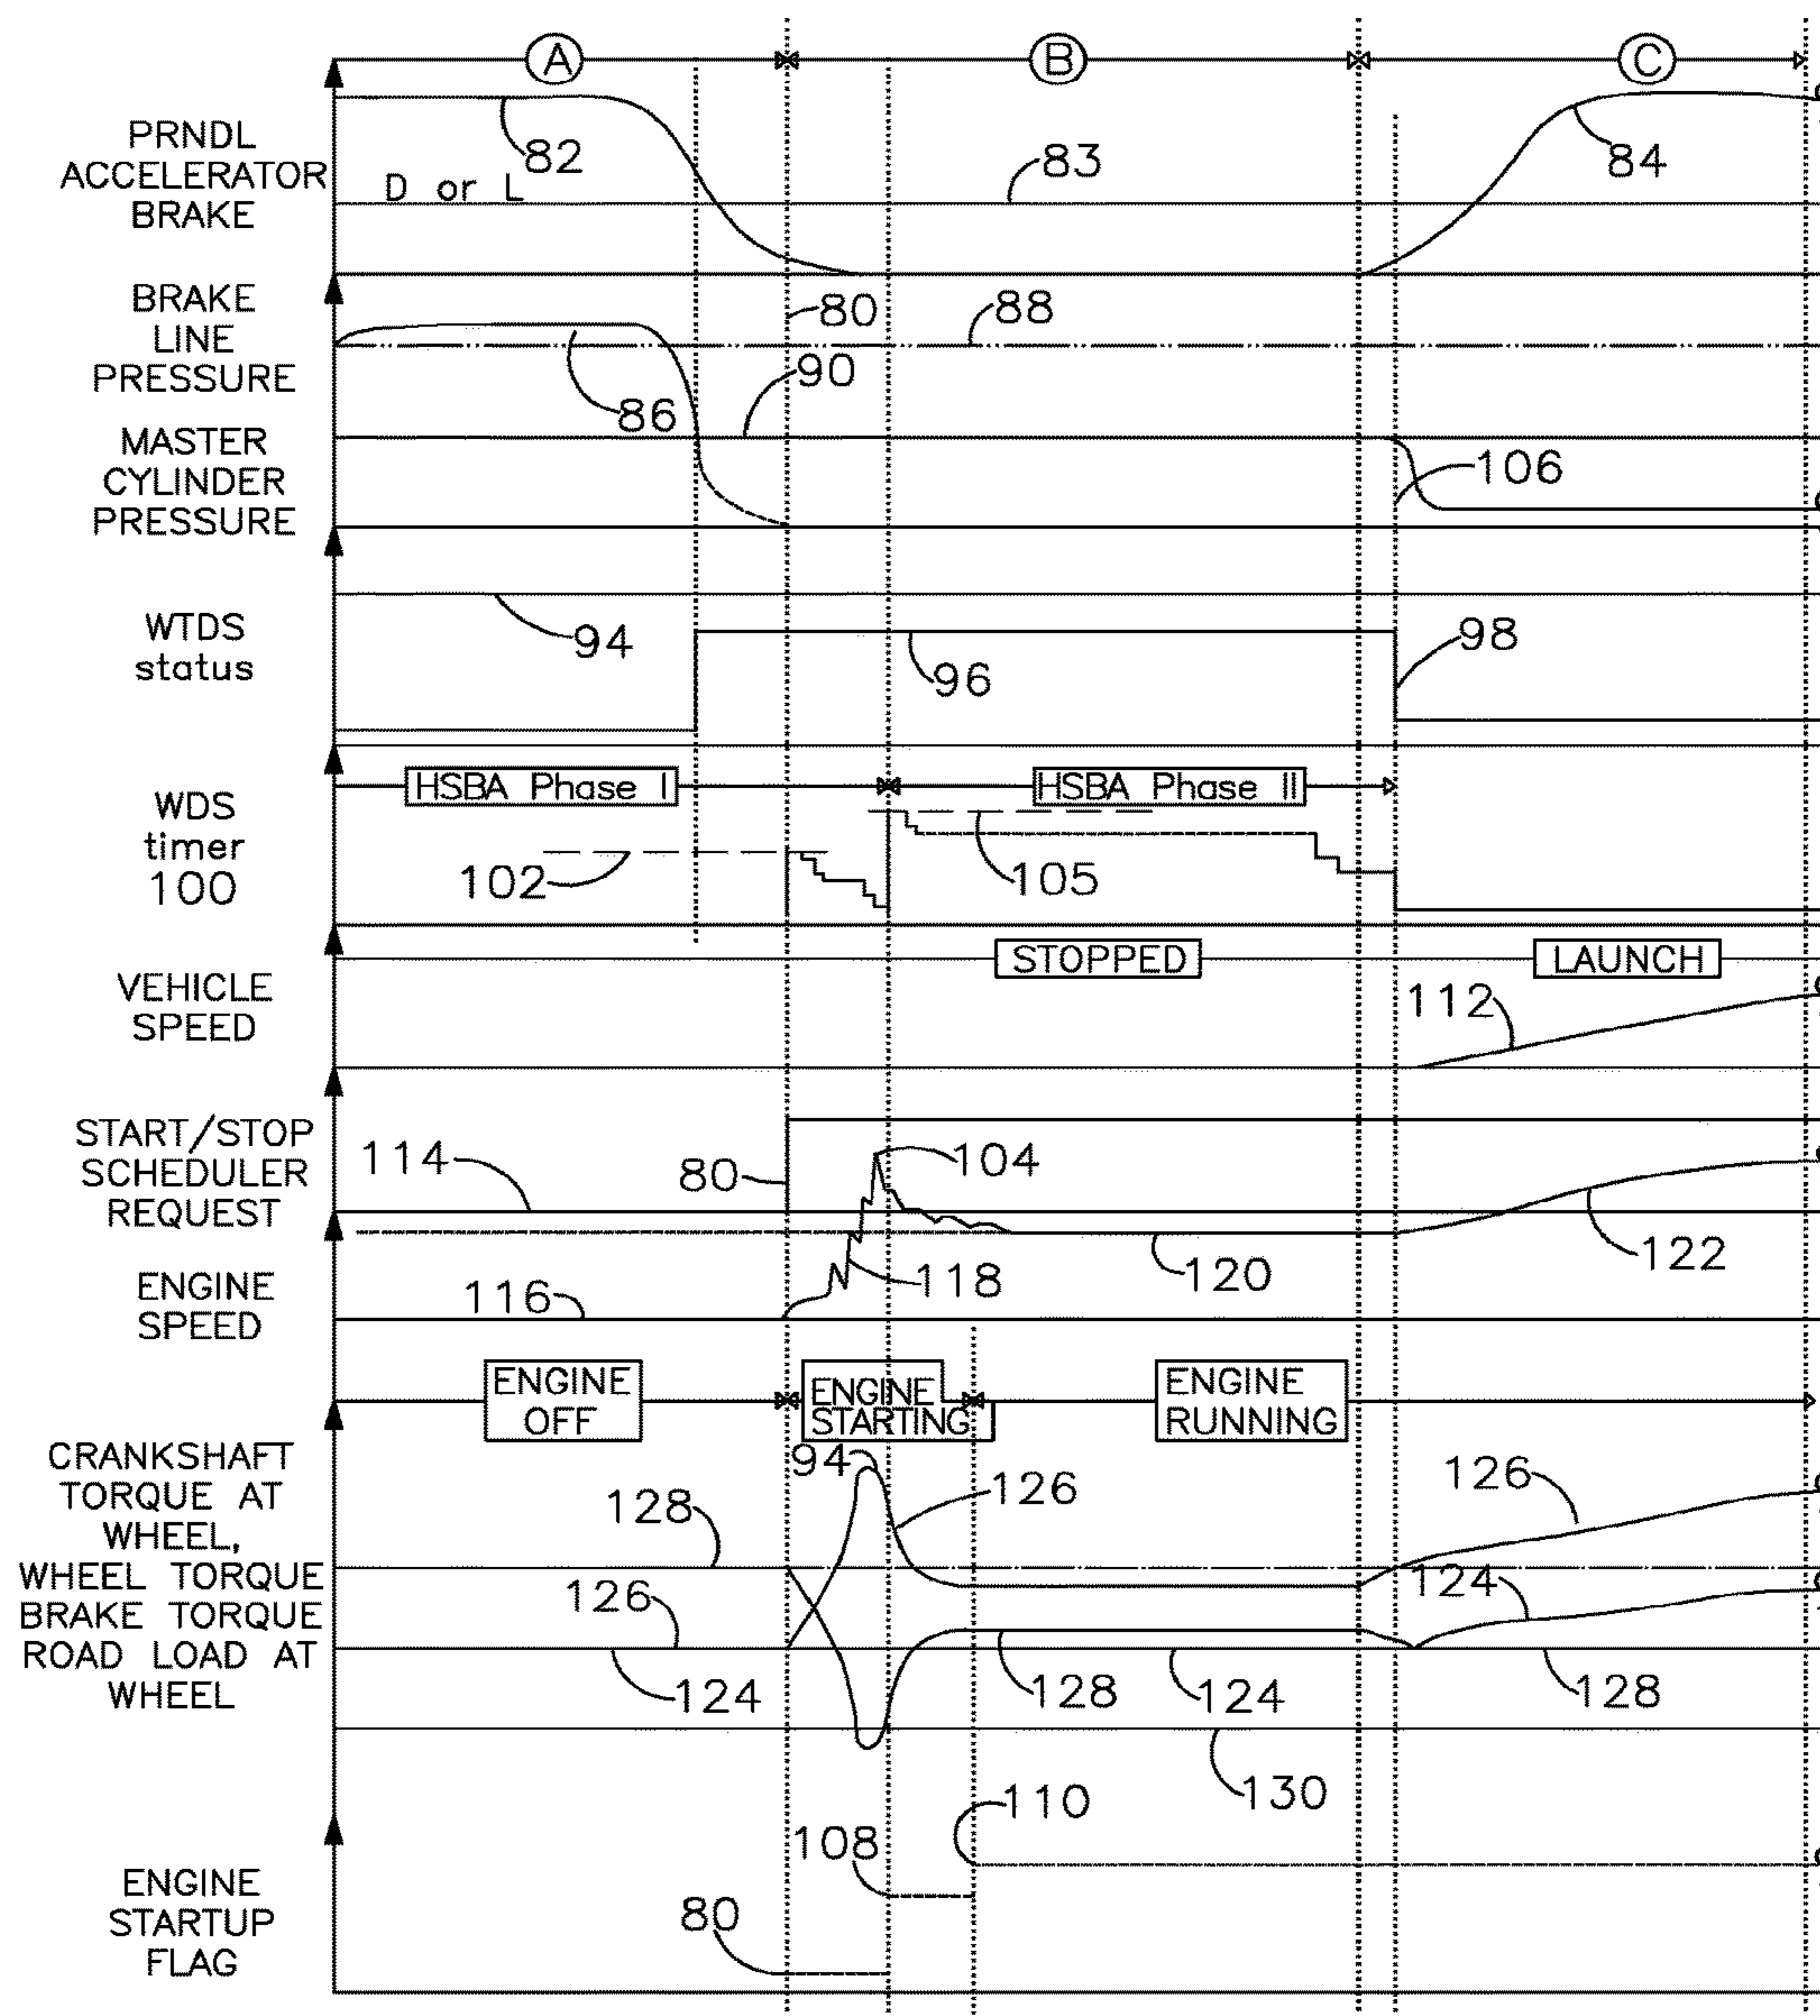 A
B
C
PRNDL
ACCELERATOR
BRAKE
82
D or L
83
84
BRAKE
LINE
PRESSURE
80
88
86
90
MASTER
CYLINDER
PRESSURE
106
WTDS
status
94
96
98
WDS
timer
100
HSBA Phase I
HSBA Phase II
102
105
VEHICLE
SPEED
STOPPED
LAUNCH
112
START/STOP
SCHEDULER
REQUEST
114
80
104
122
ENGINE
SPEED
116
118
120
ENGINE
OFF
ENGINE
STARTING
ENGINE
RUNNING
CRANKSHAFT
TORQUE AT
WHEEL,
WHEEL TORQUE
BRAKE TORQUE
ROAD LOAD AT
WHEEL
94
128
126
126
126
124
124
128
124
128
130
ENGINE
STARTUP
FLAG
110
108
80